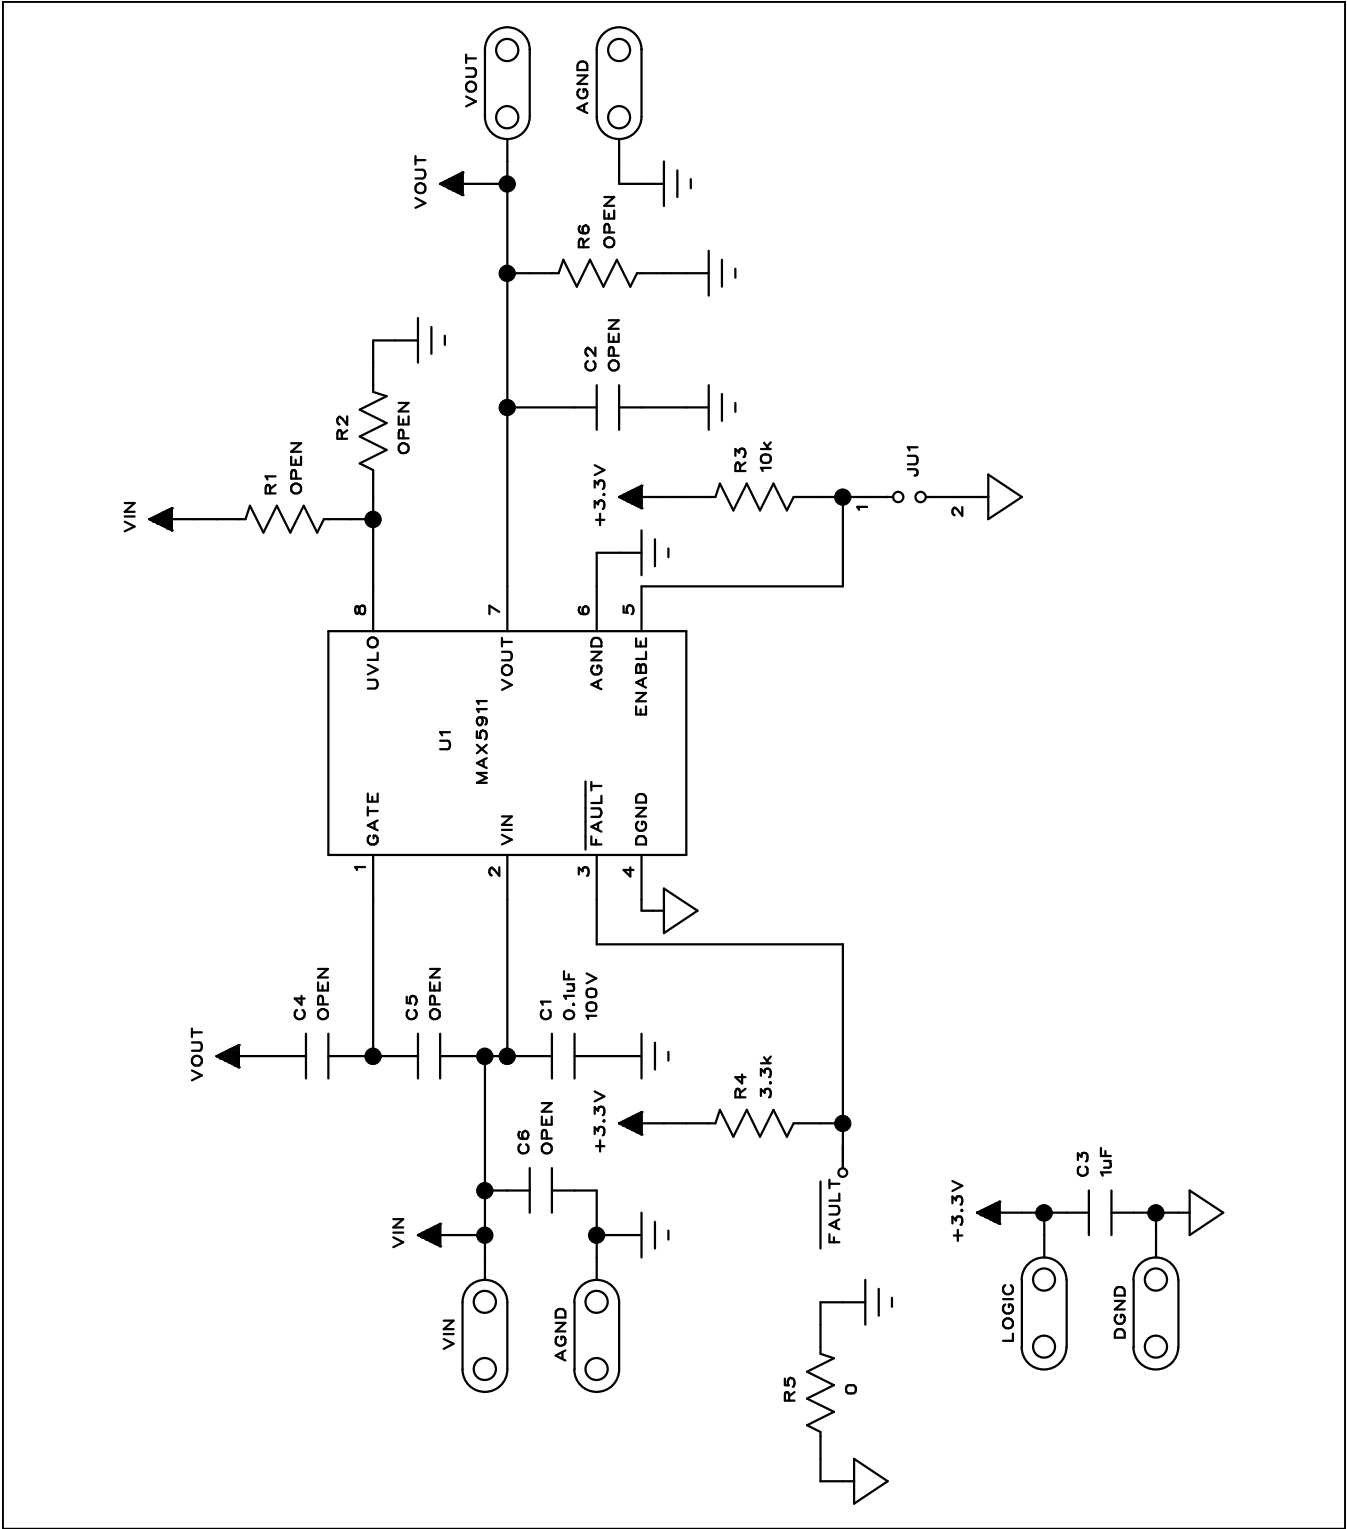 VOUT
AGND
VOUT
R6
OPEN
R2
OPEN
C2
OPEN
R1
OPEN
VIN
+3.3V
R3
10k
JU1
1
2
8
7
6
5
UVLO
VOUT
AGND
ENABLE
U1
MAX5911
GATE
VIN
FAULT
DGND
1
2
3
4
VOUT
C4
OPEN
C5
OPEN
C1
0.1uF
100V
C6
OPEN
+3.3V
R4
3.3k
VIN
FAULT
+3.3V
C3
1uF
VIN
AGND
LOGIC
DGND
R5
0